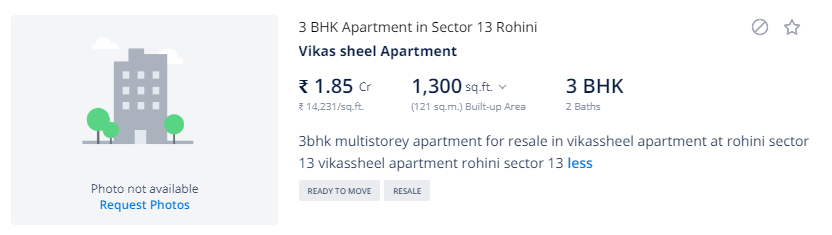 3 BHK Apartment in Sector 13 Rohini
Vikas sheel Apartment
₹ 1.85 Cr 1,300 sq.ft. 3 BHK
₹ 14,231/sq.ft. (121 sq.m.) Built-up Area 2 Baths
3bhk multistorey apartment for resale in vikassheel apartment at rohini sector
13 vikassheel apartment rohini sector 13 less
READY TO MOVE RESALE
Photo not available
Request Photos